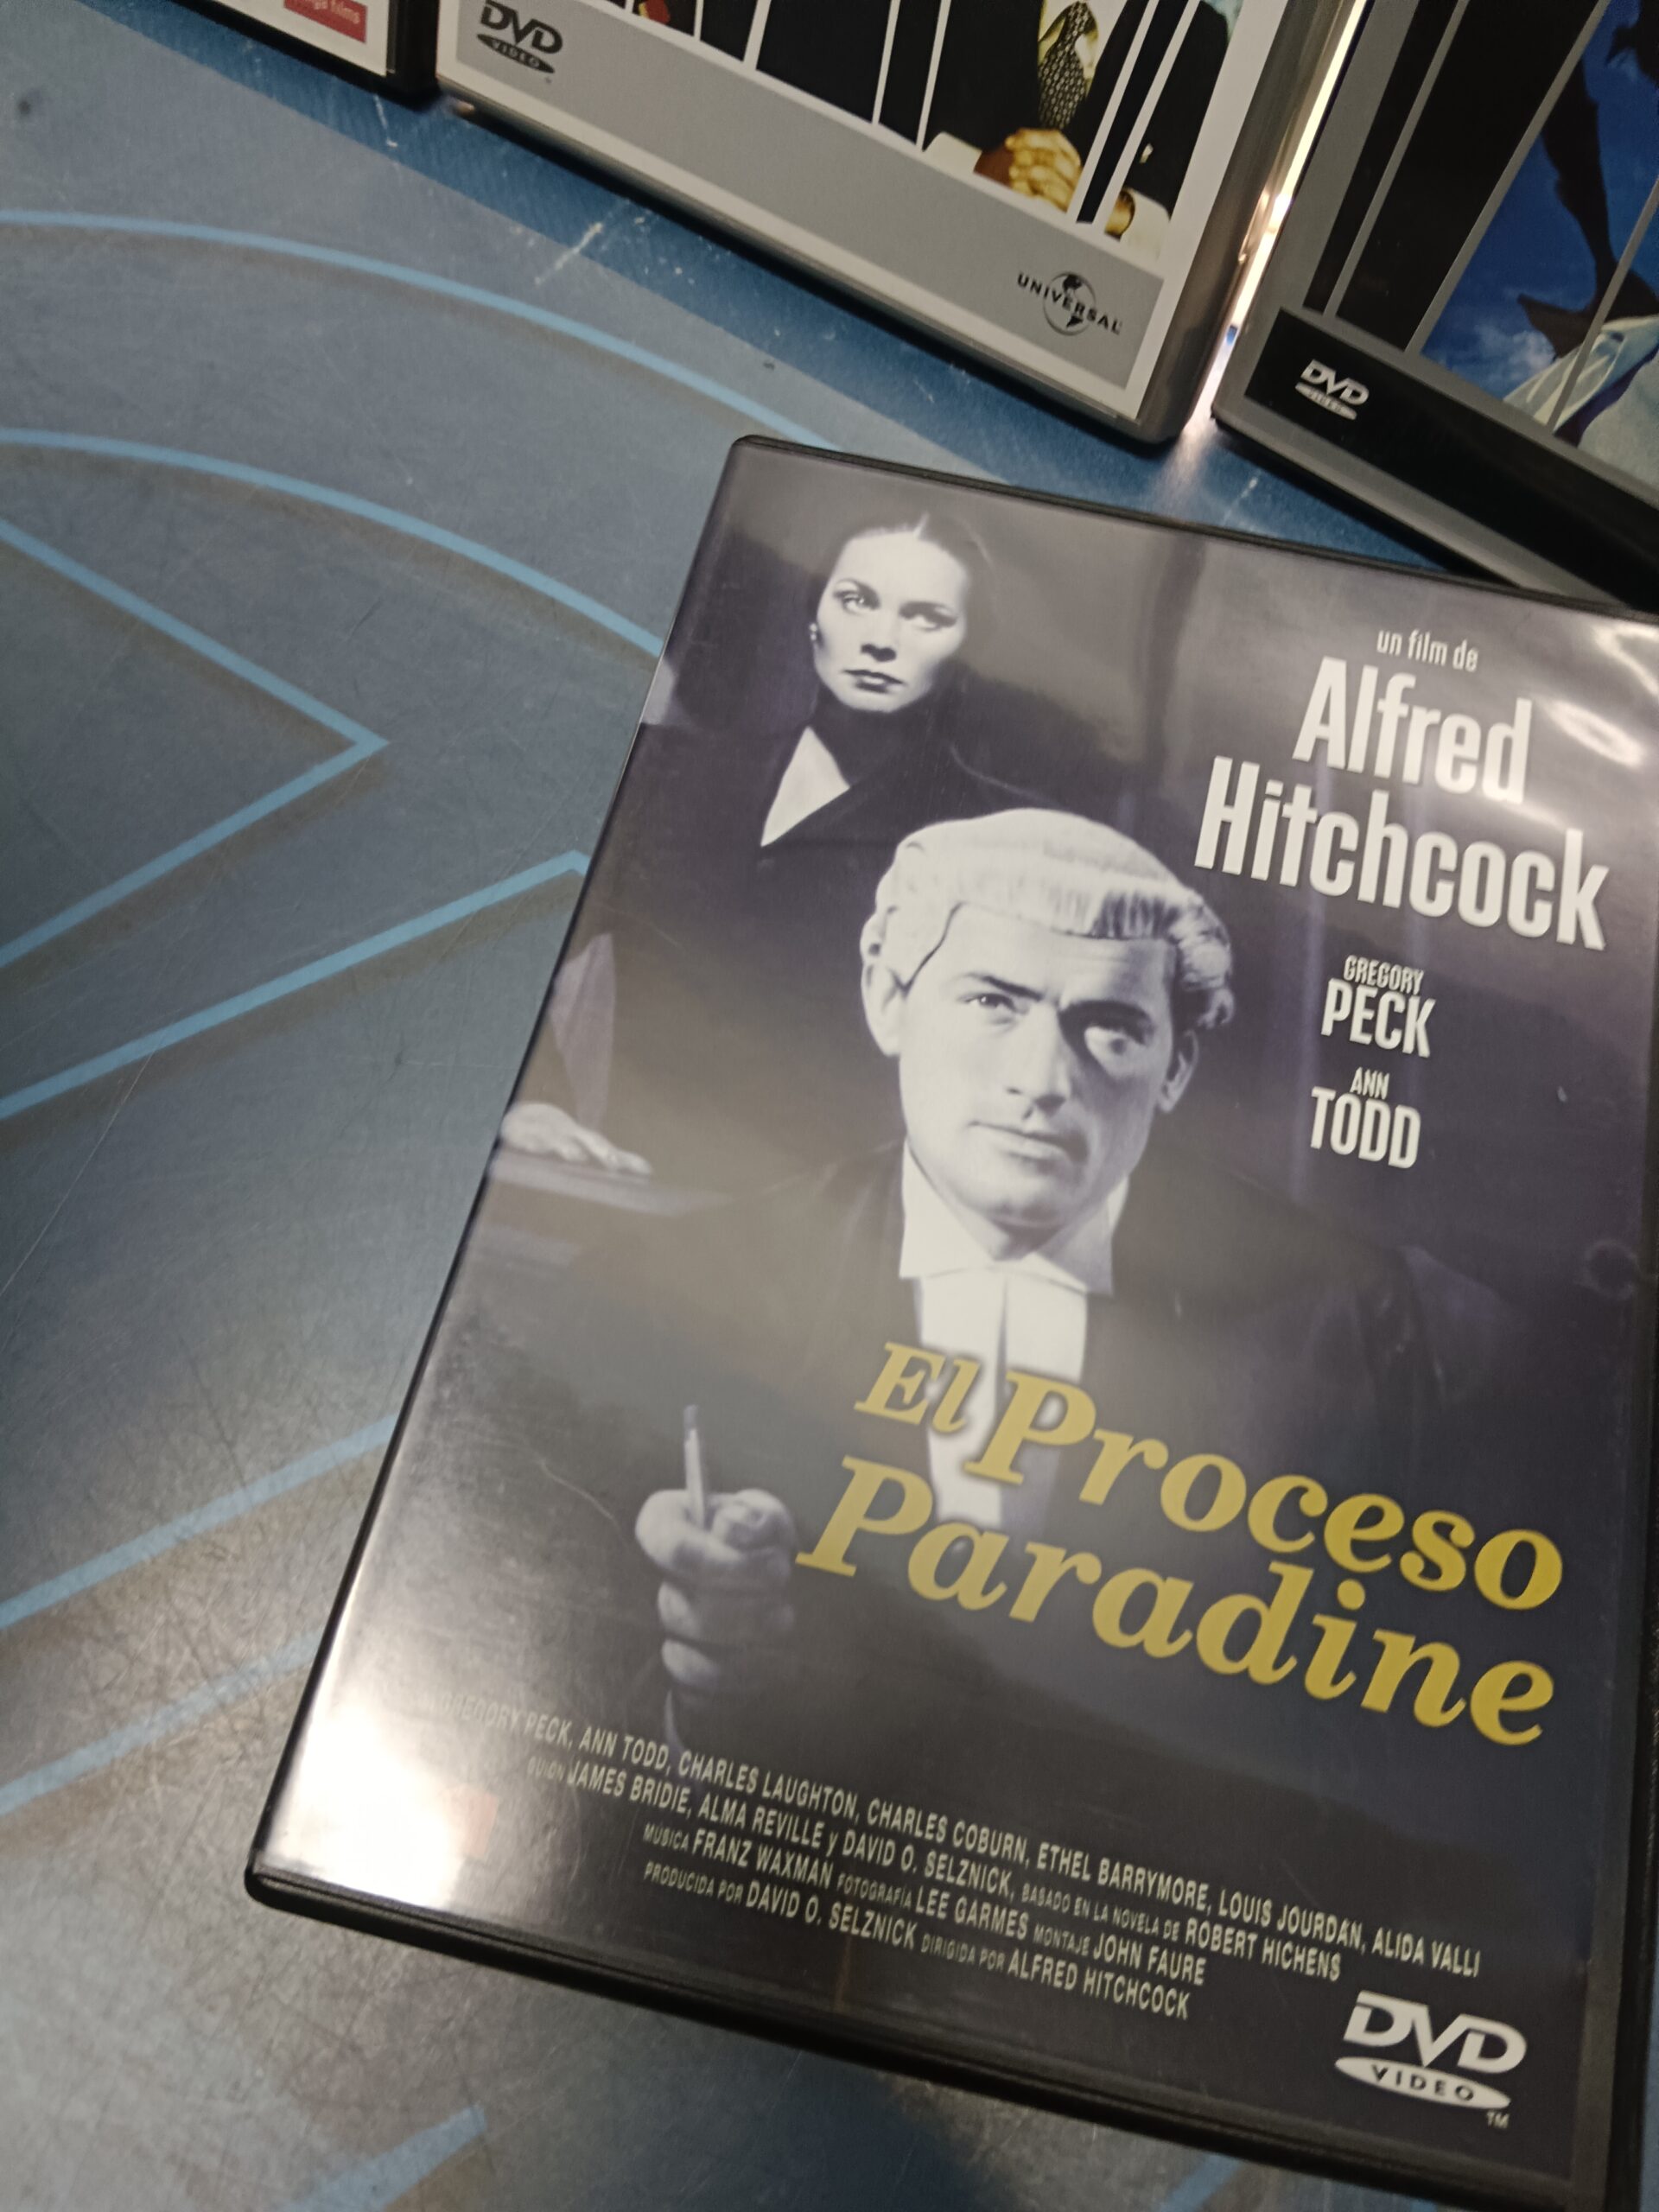 DVD
VIDEO
UNIVERSAL
DVD
VIDEO
un film de
Alfred
Hitchcock
GREGORY
PECK
ANN
TODD
El Proceso
Paradine
GREGORY PECK, ANN TODD, CHARLES LAUGHTON, CHARLES COBURN, ETHEL BARRYMORE, LOUIS JOURDAN, ALIDA VALLI
GUION JAMES BRIDIE, ALMA REVILLE y DAVID O. SELZNICK, BASADO EN LA NOVELA DE ROBERT HICHENS
MÚSICA FRANZ WAXMAN FOTOGRAFÍA LEE GARMES MONTAJE JOHN FAURE
PRODUCIDA POR DAVID O. SELZNICK DIRIGIDA POR ALFRED HITCHCOCK
DVD
VIDEO
TM